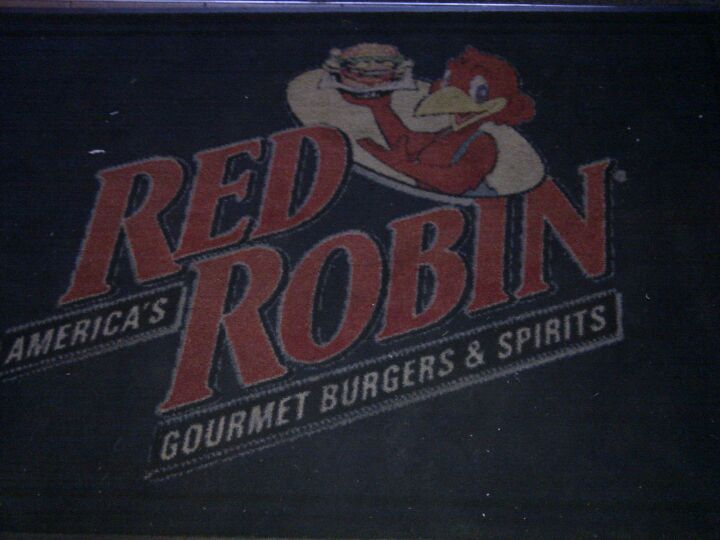 RED
ROBIN
AMERICA'S
GOURMET BURGERS & SPIRITS